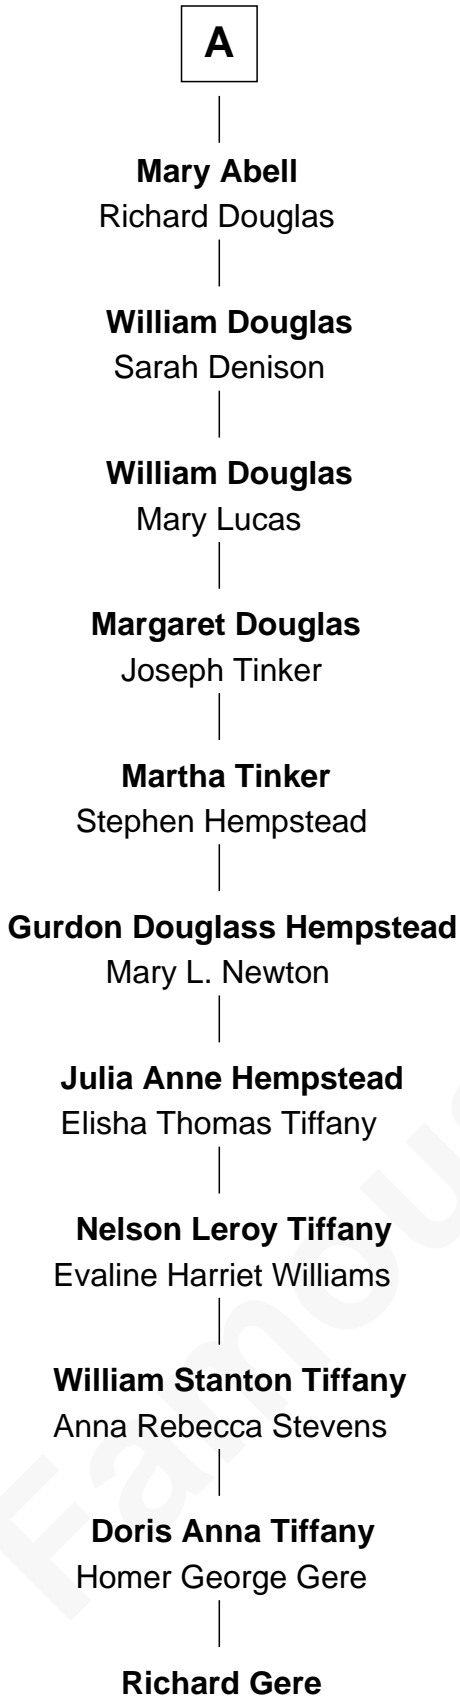 A
Mary Abell
Richard Douglas
William Douglas
Sarah Denison
William Douglas
Mary Lucas
Margaret Douglas
Joseph Tinker
Martha Tinker
Stephen Hempstead
Gurdon Douglass Hempstead
Mary L. Newton
Julia Anne Hempstead
Elisha Thomas Tiffany
Nelson Leroy Tiffany
Evaline Harriet Williams
William Stanton Tiffany
Anna Rebecca Stevens
Doris Anna Tiffany
Homer George Gere
Richard Gere
Famou